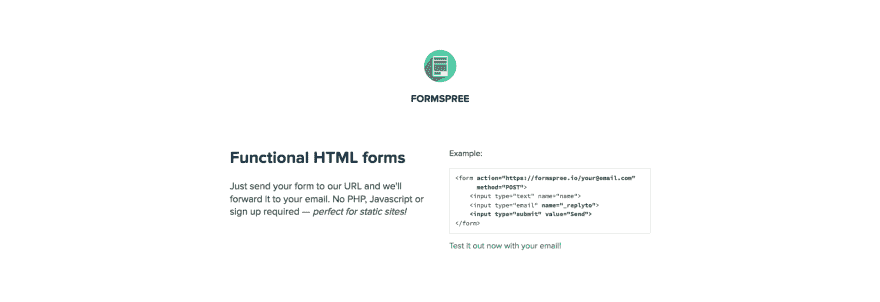 FORMSPREE
Functional HTML forms
Just send your form to our URL and we'll
forward it to your email. No PHP, Javascript or
sign up required — perfect for static sites!
Example:
<form action="https://formspree.io/your@email.com"
method="POST">
<input type="text" name="name">
<input type="email" name="_replyto">
<input type="submit" value="Send">
</form>
Test it out now with your email!